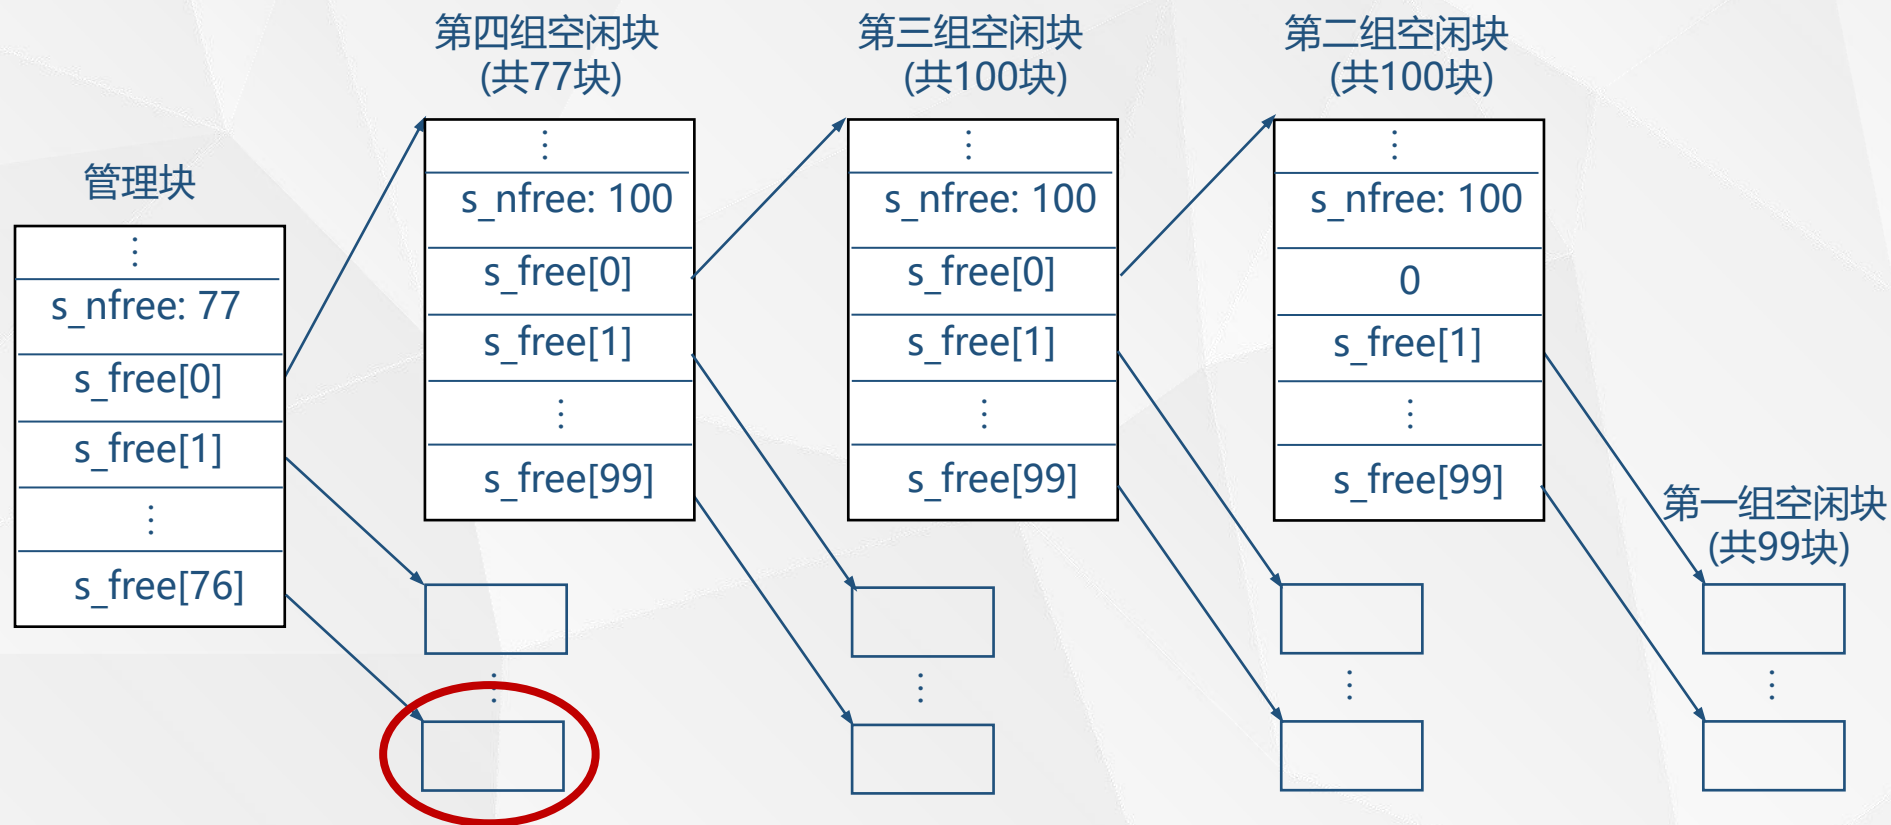 第四组空闲块
(共77块)
第三组空闲块
(共100块)
第二组空闲块
(共100块)
管理块
⋮
s_nfree: 77
s_free[0]
s_free[1]
⋮
s_free[76]
⋮
s_nfree: 100
s_free[0]
s_free[1]
⋮
s_free[99]
⋮
s_nfree: 100
s_free[0]
s_free[1]
⋮
s_free[99]
⋮
s_nfree: 100
0
s_free[1]
⋮
s_free[99]
第一组空闲块
(共99块)
⋮
⋮
⋮
⋮